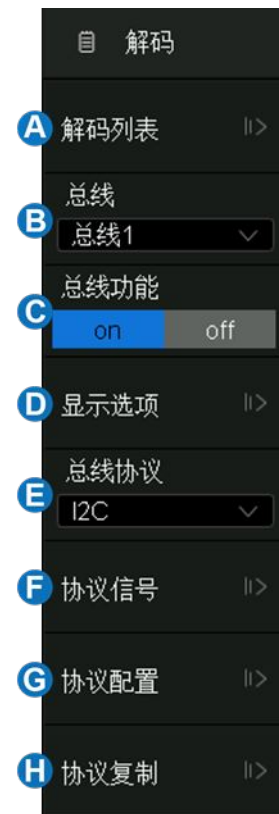 解码
A 解码列表
总线
B 总线1
总线功能
C on off
D 显示选项
总线协议
E I2C
F 协议信号
G 协议配置
H 协议复制